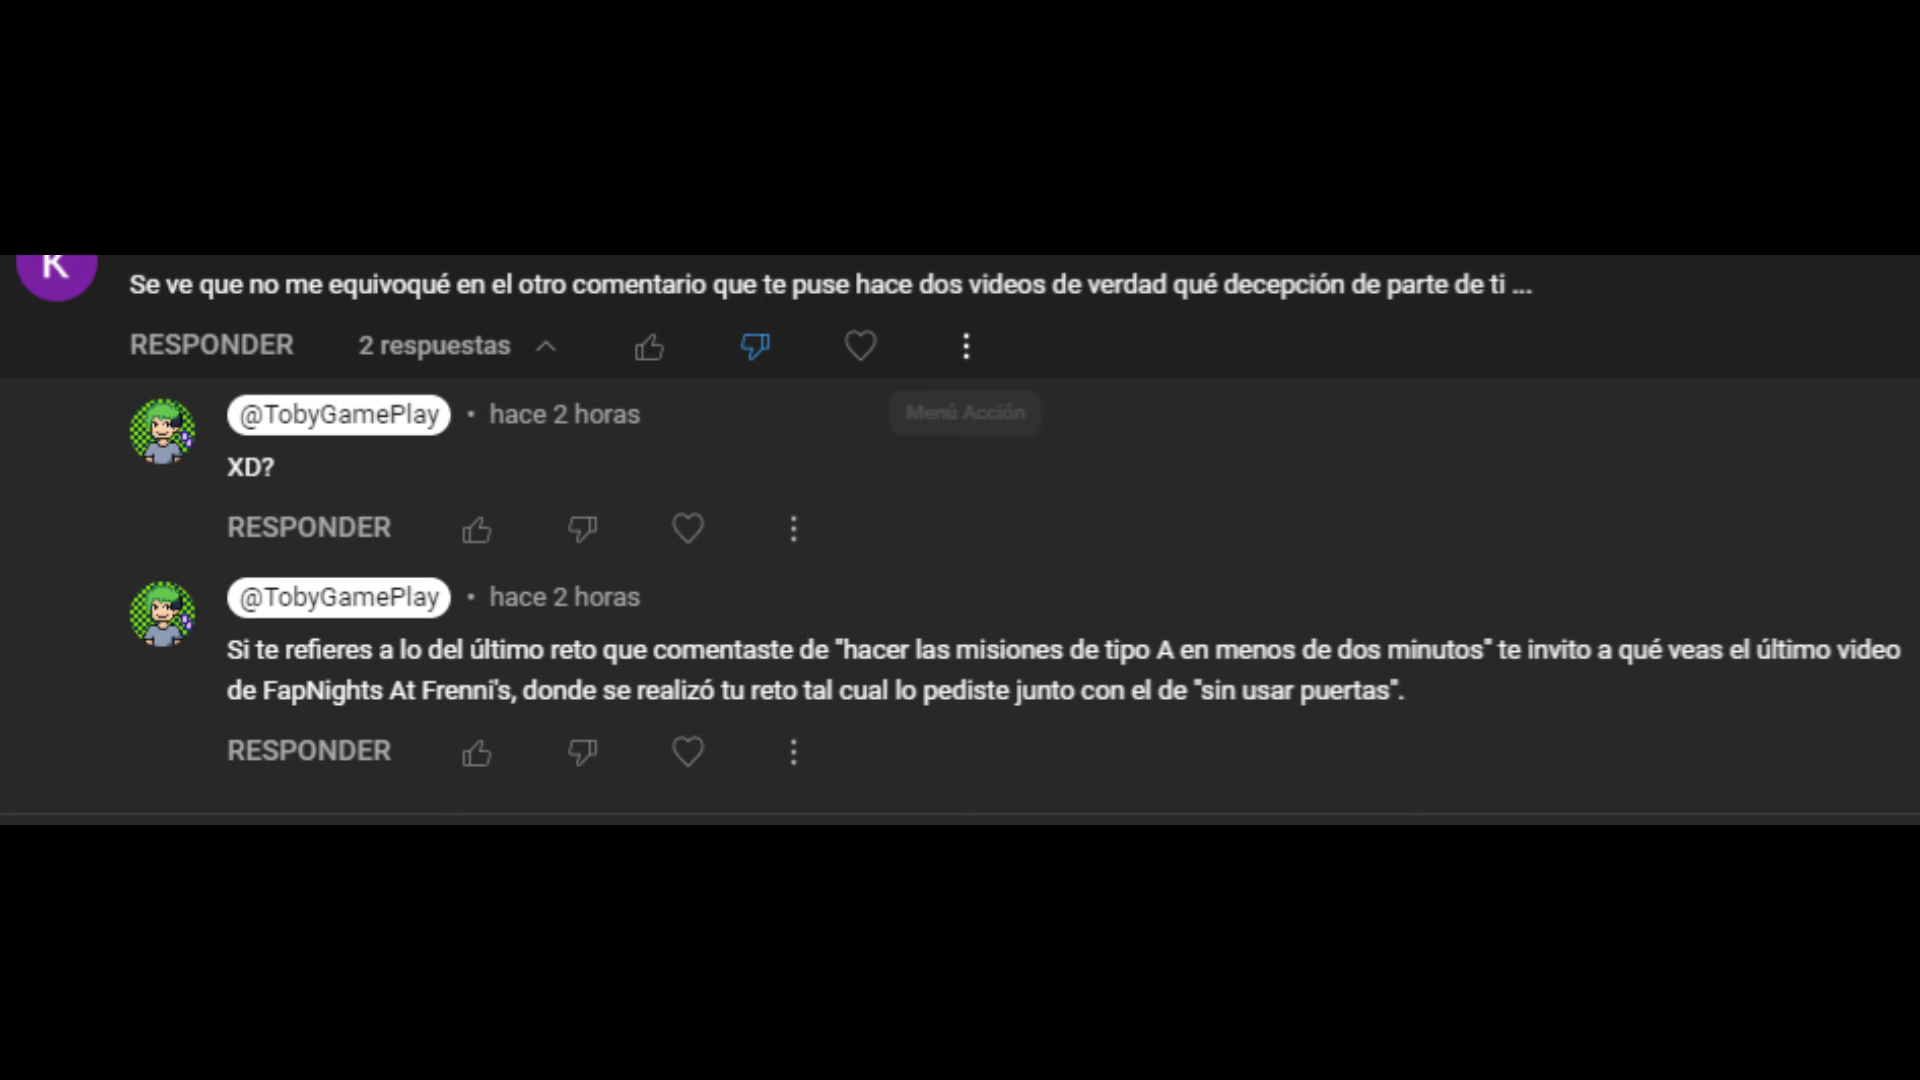 K
Se ve que no me equivoqué en el otro comentario que te puse hace dos videos de verdad qué decepción de parte de ti ...
RESPONDER 2 respuestas
@TobyGamePlay • hace 2 horas
Menú Acción
XD?
RESPONDER
@TobyGamePlay • hace 2 horas
Si te refieres a lo del último reto que comentaste de "hacer las misiones de tipo A en menos de dos minutos" te invito a qué veas el último video
de FapNights At Frenni's, donde se realizó tu reto tal cual lo pediste junto con el de "sin usar puertas".
RESPONDER